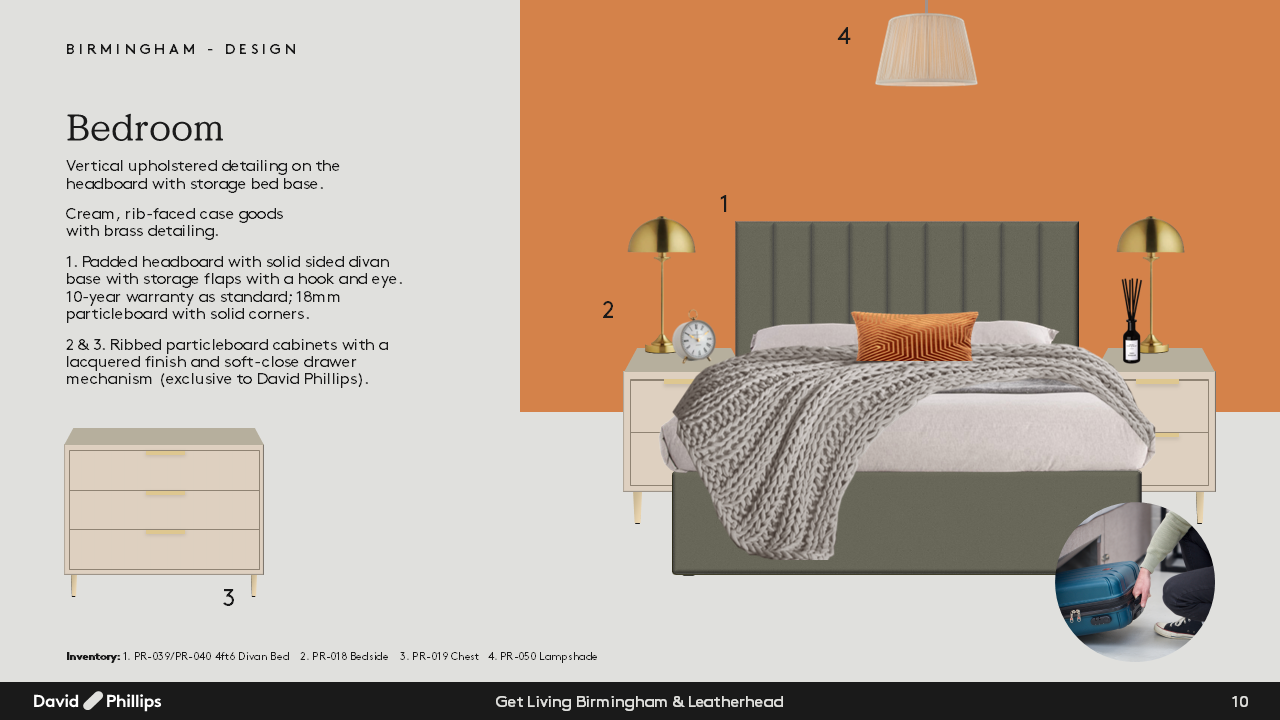 BIRMINGHAM - DESIGN
4
Bedroom
Vertical upholstered detailing on the
headboard with storage bed base.
Cream, rib-faced case goods
with brass detailing.
1
1. Padded headboard with solid sided divan
base with storage flaps with a hook and eye.
10-year warranty as standard; 18mm
particleboard with solid corners.
2
2 & 3. Ribbed particleboard cabinets with a
lacquered finish and soft-close drawer
mechanism (exclusive to David Phillips).
3
Inventory: 1. PR-039/PR-040 4ft6 Divan Bed 2. PR-018 Bedside 3. PR-019 Chest 4. PR-050 Lampshade
David Phillips
Get Living Birmingham & Leatherhead
10